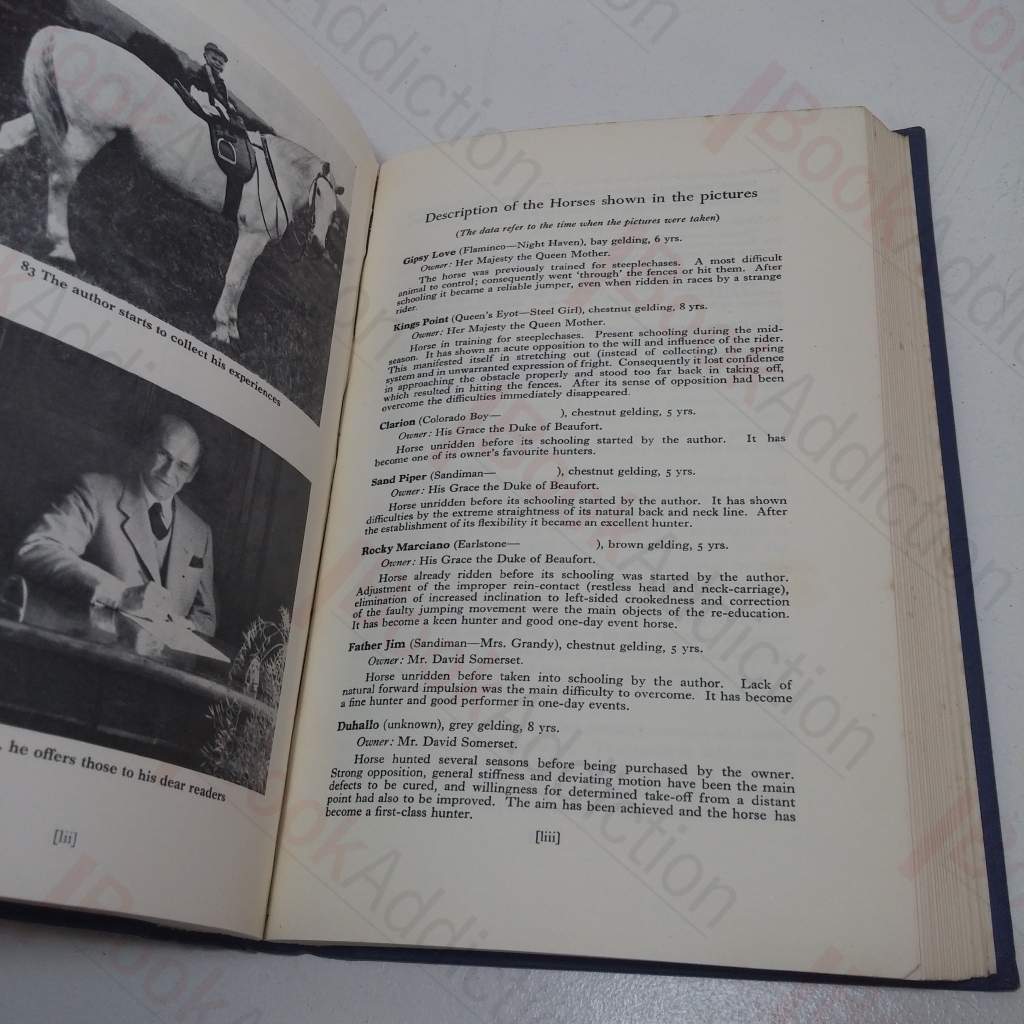 83 The author starts to collect his experiences
. he offers those to his dear readers
[lii]
Description of the Horses shown in the pictures
(The data refer to the time when the pictures were taken)
Gipsy Love (Flaminco—Night Haven), bay gelding, 6 yrs.
Owner: Her Majesty the Queen Mother.
The horse was previously trained for steeplechases. A most difficult
animal to control; consequently went 'through' the fences or hit them. After
schooling it became a reliable jumper, even when ridden in races by a strange
rider.
Kings Point (Queen's Eyot—Steel Girl), chestnut gelding, 8 yrs.
Owner: Her Majesty the Queen Mother.
Horse in training for steeplechases. Present schooling during the mid-
season. It has shown an acute opposition to the will and influence of the rider.
This manifested itself in stretching out (instead of collecting) the spring
system and in unwarranted expression of fright. Consequently it lost confidence
in approaching the obstacle properly and stood too far back in taking off,
which resulted in hitting the fences. After its sense of opposition had been
overcome the difficulties immediately disappeared.
Clarion (Colorado Boy— ), chestnut gelding, 5 yrs.
Owner: His Grace the Duke of Beaufort.
Horse unridden before its schooling started by the author. It has
become one of its owner's favourite hunters.
Sand Piper (Sandiman— ), chestnut gelding, 5 yrs.
Owner: His Grace the Duke of Beaufort.
Horse unridden before its schooling started by the author. It has shown
difficulties by the extreme straightness of its natural back and neck line. After
the establishment of its flexibility it became an excellent hunter.
Rocky Marciano (Earlstone— ), brown gelding, 5 yrs.
Owner: His Grace the Duke of Beaufort.
Horse already ridden before its schooling was started by the author.
Adjustment of the improper rein-contact (restless head and neck-carriage),
elimination of increased inclination to left-sided crookedness and correction
of the faulty jumping movement were the main objects of the re-education.
It has become a keen hunter and good one-day event horse.
Father Jim (Sandiman—Mrs. Grandy), chestnut gelding, 5 yrs.
Owner: Mr. David Somerset.
Horse unridden before taken into schooling by the author. Lack of
natural forward impulsion was the main difficulty to overcome. It has become
a fine hunter and good performer in one-day events.
Duhallo (unknown), grey gelding, 8 yrs.
Owner: Mr. David Somerset.
Horse hunted several seasons before being purchased by the owner.
Strong opposition, general stiffness and deviating motion have been the main
defects to be cured, and willingness for determined take-off from a distant
point had also to be improved. The aim has been achieved and the horse has
become a first-class hunter.
[liii]
BookAddiction